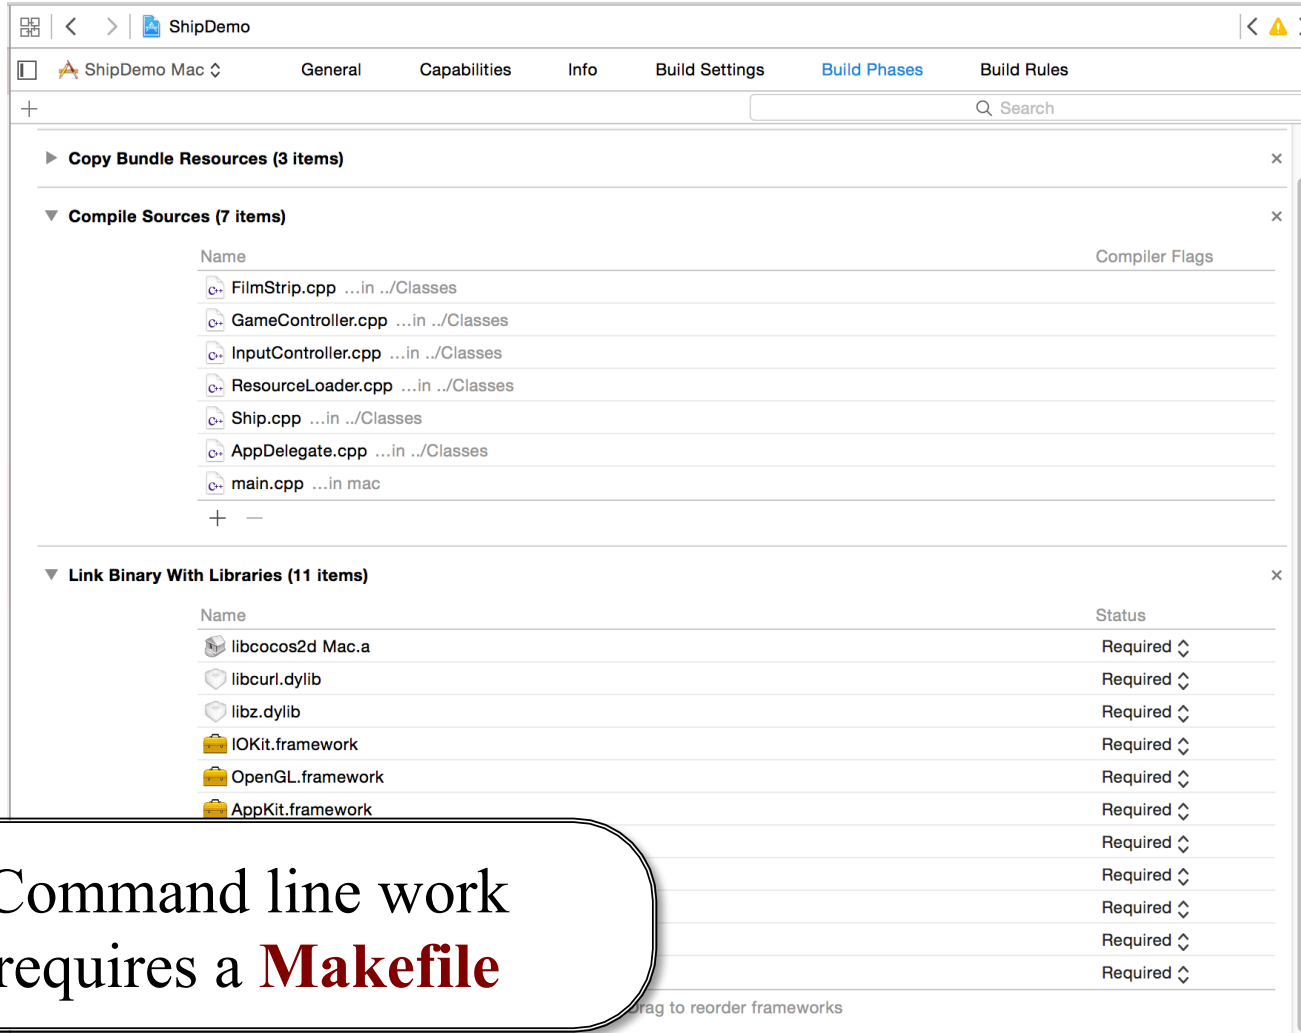 ShipDemo
ShipDemo Mac General Capabilities Info Build Settings Build Phases Build Rules
Search
Copy Bundle Resources (3 items)
Compile Sources (7 items)
Name Compiler Flags
FilmStrip.cpp ...in ../Classes
GameController.cpp ...in ../Classes
InputController.cpp ...in ../Classes
ResourceLoader.cpp ...in ../Classes
Ship.cpp ...in ../Classes
AppDelegate.cpp ...in ../Classes
main.cpp ...in mac
Link Binary With Libraries (11 items)
Name Status
libcocos2d Mac.a Required
libcurl.dylib Required
libz.dylib Required
IOKit.framework Required
OpenGL.framework Required
AppKit.framework Required
Required
Required
Required
Required
Required
Command line work
requires a Makefile
Drag to reorder frameworks